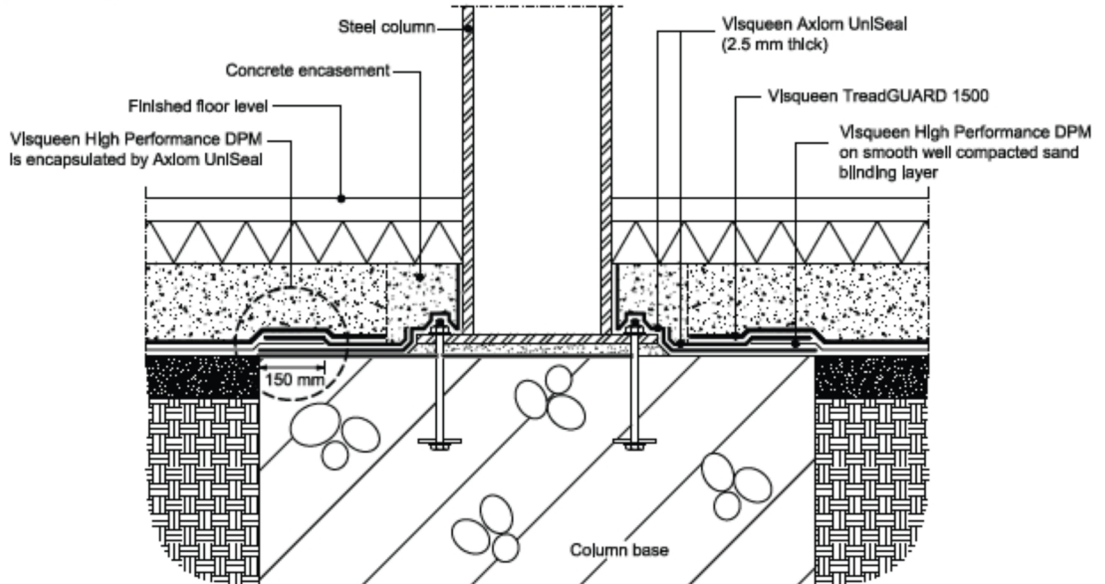 Steel column
Concrete encasement
Finished floor level
Visqueen High Performance DPM
is encapsulated by Axiom UniSeal
Visqueen Axiom UniSeal
(2.5 mm thick)
Visqueen TreadGUARD 1500
Visqueen High Performance DPM
on smooth well compacted sand
blinding layer
150 mm
Column base